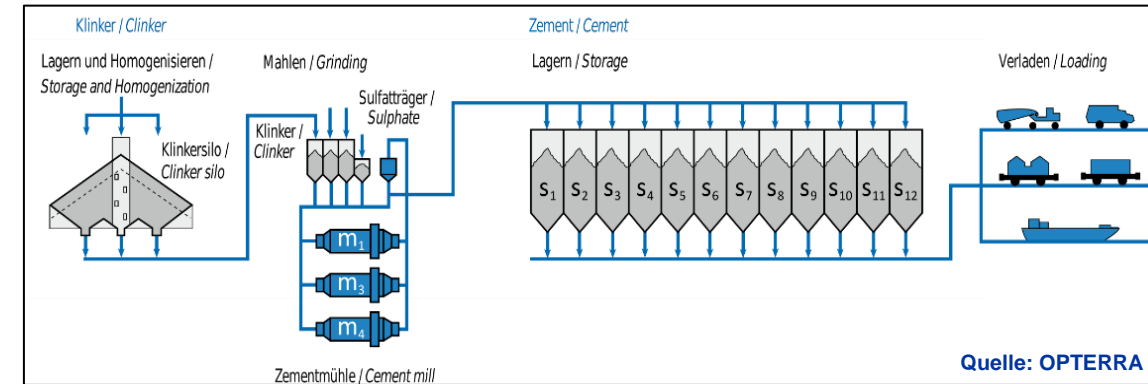 Klinker / Clinker
Zement / Cement
Lagern und Homogenisieren /
Storage and Homogenization
Mahlen / Grinding
Lagern / Storage
Verladen / Loading
Sulfatträger /
Sulphate
Klinker /
Clinker
Klinkersilo /
Clinker silo
S₁ S₂ S₃ S₄ S₅ S₆ S₇ S₈ S₉ S₁₀ S₁₁ S₁₂
m₁
m₃
m₄
Zementmühle / Cement mill
Quelle: OPTERRA